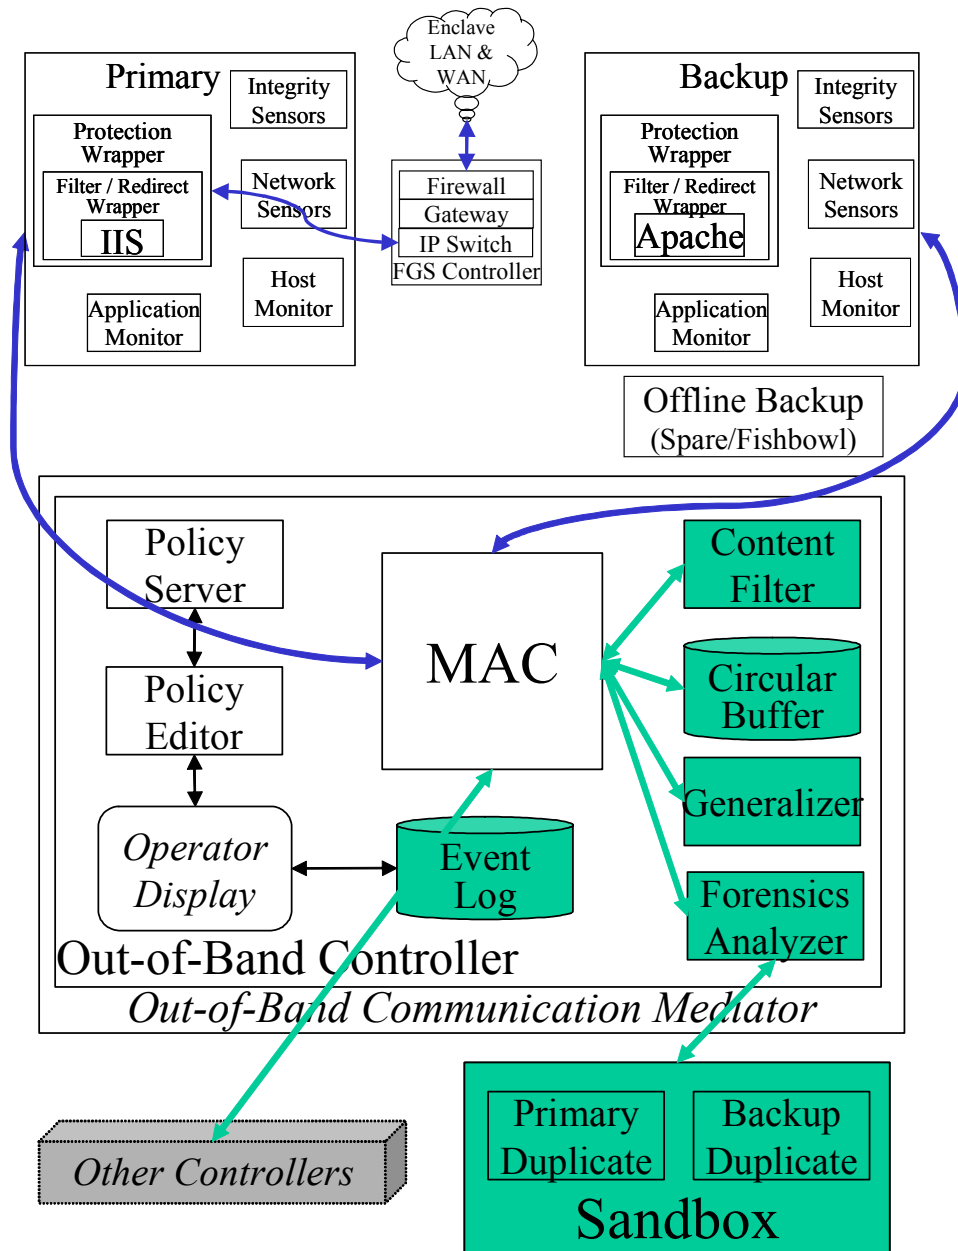 Enclave
LAN &
WAN
Primary
Integrity
Sensors
Protection
Wrapper
Filter / Redirect
Wrapper
IIS
Network
Sensors
Host
Monitor
Application
Monitor
Firewall
Gateway
IP Switch
FGS Controller
Backup
Integrity
Sensors
Protection
Wrapper
Filter / Redirect
Wrapper
Apache
Network
Sensors
Host
Monitor
Application
Monitor
Offline Backup
(Spare/Fishbowl)
Policy
Server
Policy
Editor
Operator
Display
MAC
Event
Log
Content
Filter
Circular
Buffer
Generalizer
Forensics
Analyzer
Out-of-Band Controller
Out-of-Band Communication Mediator
Other Controllers
Primary
Duplicate
Backup
Duplicate
Sandbox